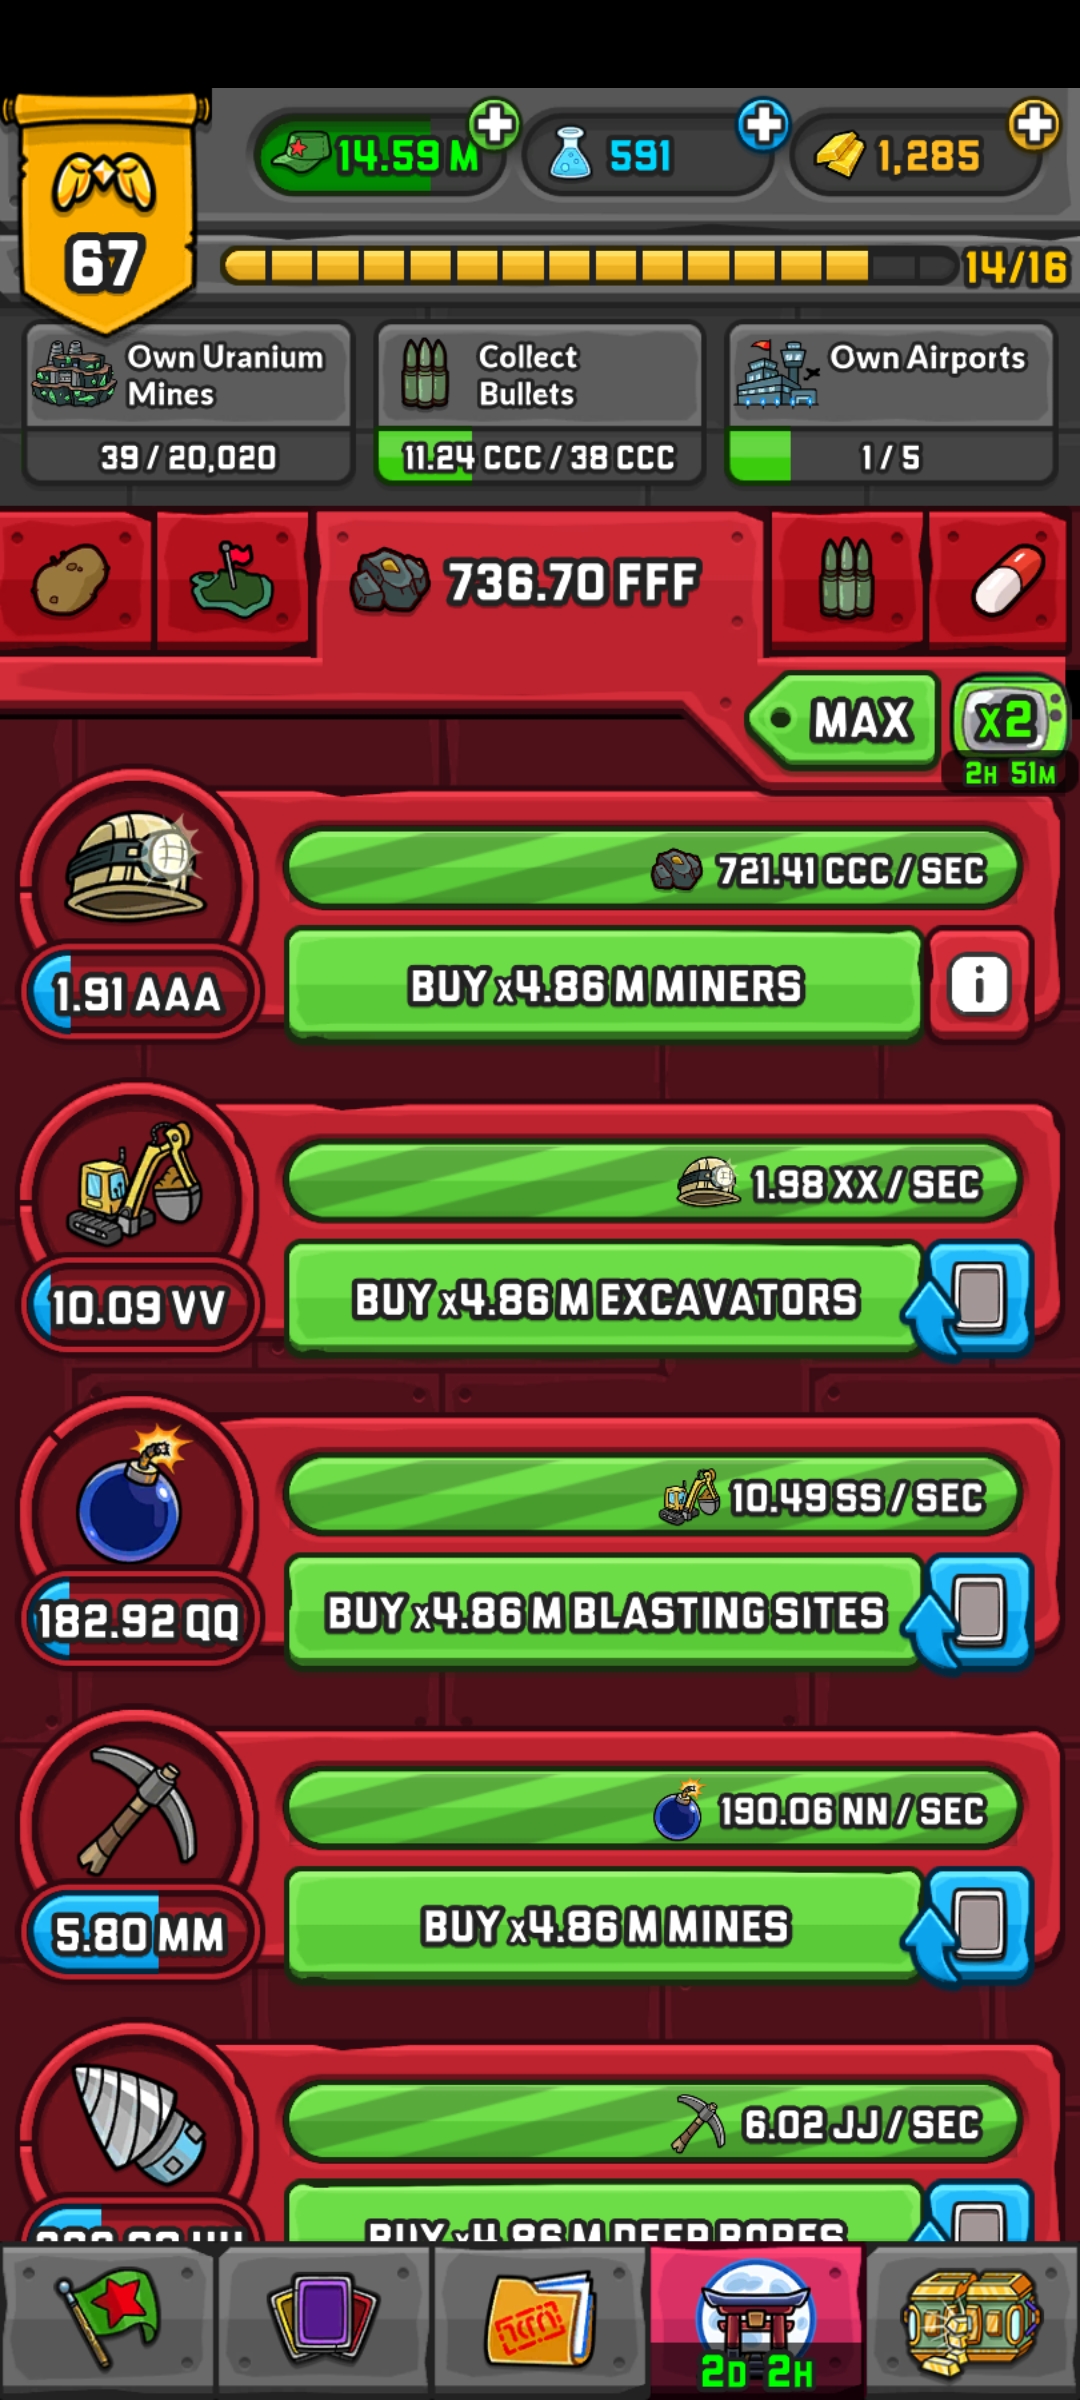 14.59 M
591
1,285
67
14/16
Own Uranium
Mines
39 / 20,020
Collect
Bullets
11.24 CCC / 38 CCC
Own Airports
1 / 5
736.70 FFF
MAX
x2
2H 51M
721.41 CCC / SEC
1.91 AAA
BUY x4.86 M MINERS
i
1.98 XX / SEC
10.09 VV
BUY x4.86 M EXCAVATORS
10.49 SS / SEC
182.92 QQ
BUY x4.86 M BLASTING SITES
190.06 NN / SEC
5.80 MM
BUY x4.86 M MINES
6.02 JJ / SEC
BUY x4.86 M DEEP BORES
2D 2H